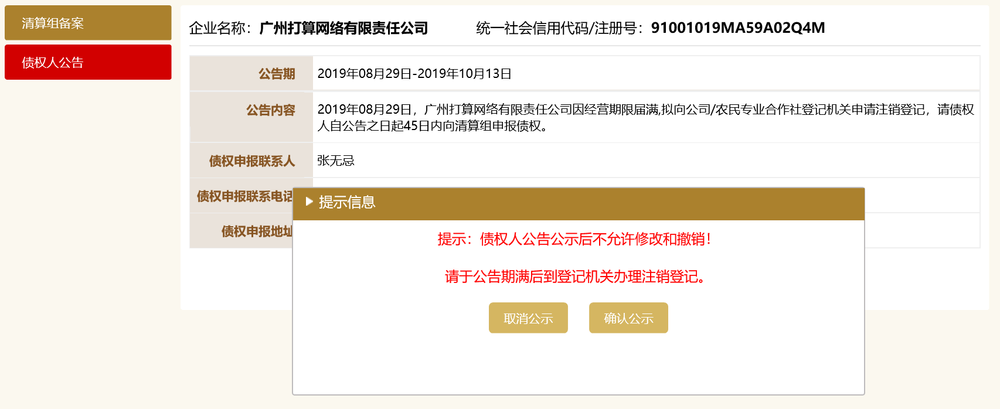 清算组备案
债权人公告
企业名称：广州打算网络有限责任公司 统一社会信用代码/注册号：91001019MA59A02Q4M
公告期 2019年08月29日-2019年10月13日
公告内容 2019年08月29日，广州打算网络有限责任公司因经营期限届满,拟向公司/农民专业合作社登记机关申请注销登记，请债权
人自公告之日起45日内向清算组申报债权。
债权申报联系人 张无忌
债权申报联系电话
债权申报地址
提示信息
提示：债权人公告公示后不允许修改和撤销！
请于公告期满后到登记机关办理注销登记。
取消公示 确认公示